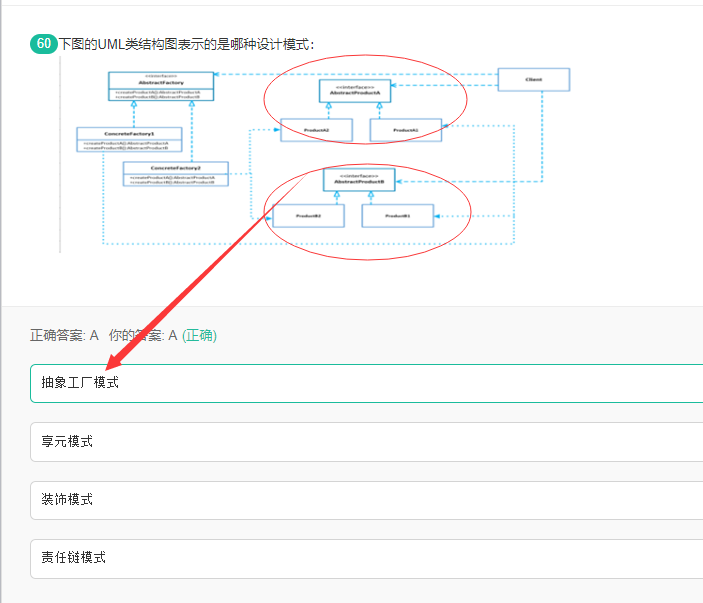 60 下图的UML类结构图表示的是哪种设计模式:
<<interface>>
AbstractFactory
+createProductA():AbstractProductA
+createProductB():AbstractProductB
<<interface>>
AbstractProductA
Client
ConcreteFactory1
+createProductA():AbstractProductA
+createProductB():AbstractProductB
ProductA2
ProductA1
ConcreteFactory2
+createProductA():AbstractProductA
+createProductB():AbstractProductB
<<interface>>
AbstractProductB
ProductB2
ProductB1
正确答案: A 你的答案: A (正确)
抽象工厂模式
享元模式
装饰模式
责任链模式